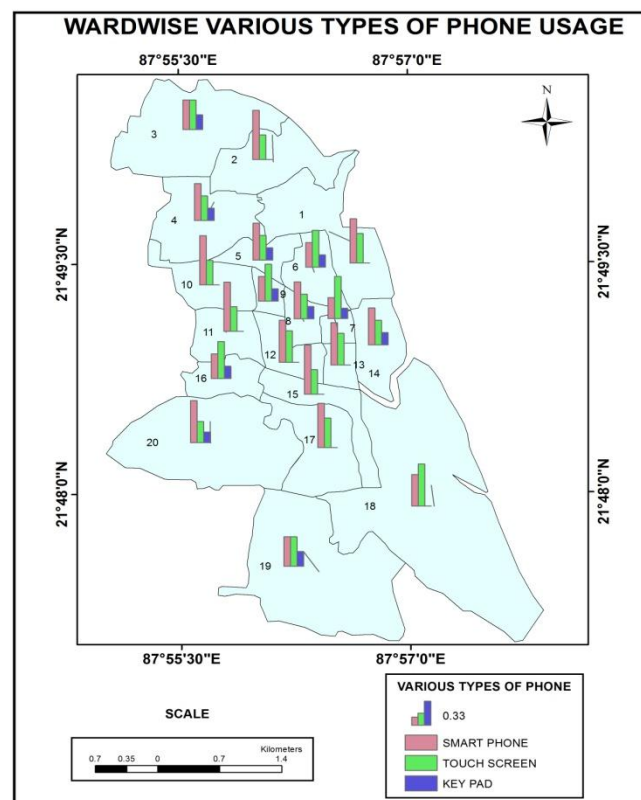 WARDWISE VARIOUS TYPES OF PHONE USAGE
87°55'30"E 87°57'0"E
N
3
2
1
4
21°49'30"N 21°49'30"N
5 6
10
9
8
7
11
12
13
14
16
15
20
17
21°48'0"N 21°48'0"N
18
19
87°55'30"E 87°57'0"E
VARIOUS TYPES OF PHONE
0.33
SMART PHONE
TOUCH SCREEN
KEY PAD
SCALE
Kilometers
0.7 0.35 0 0.7 1.4